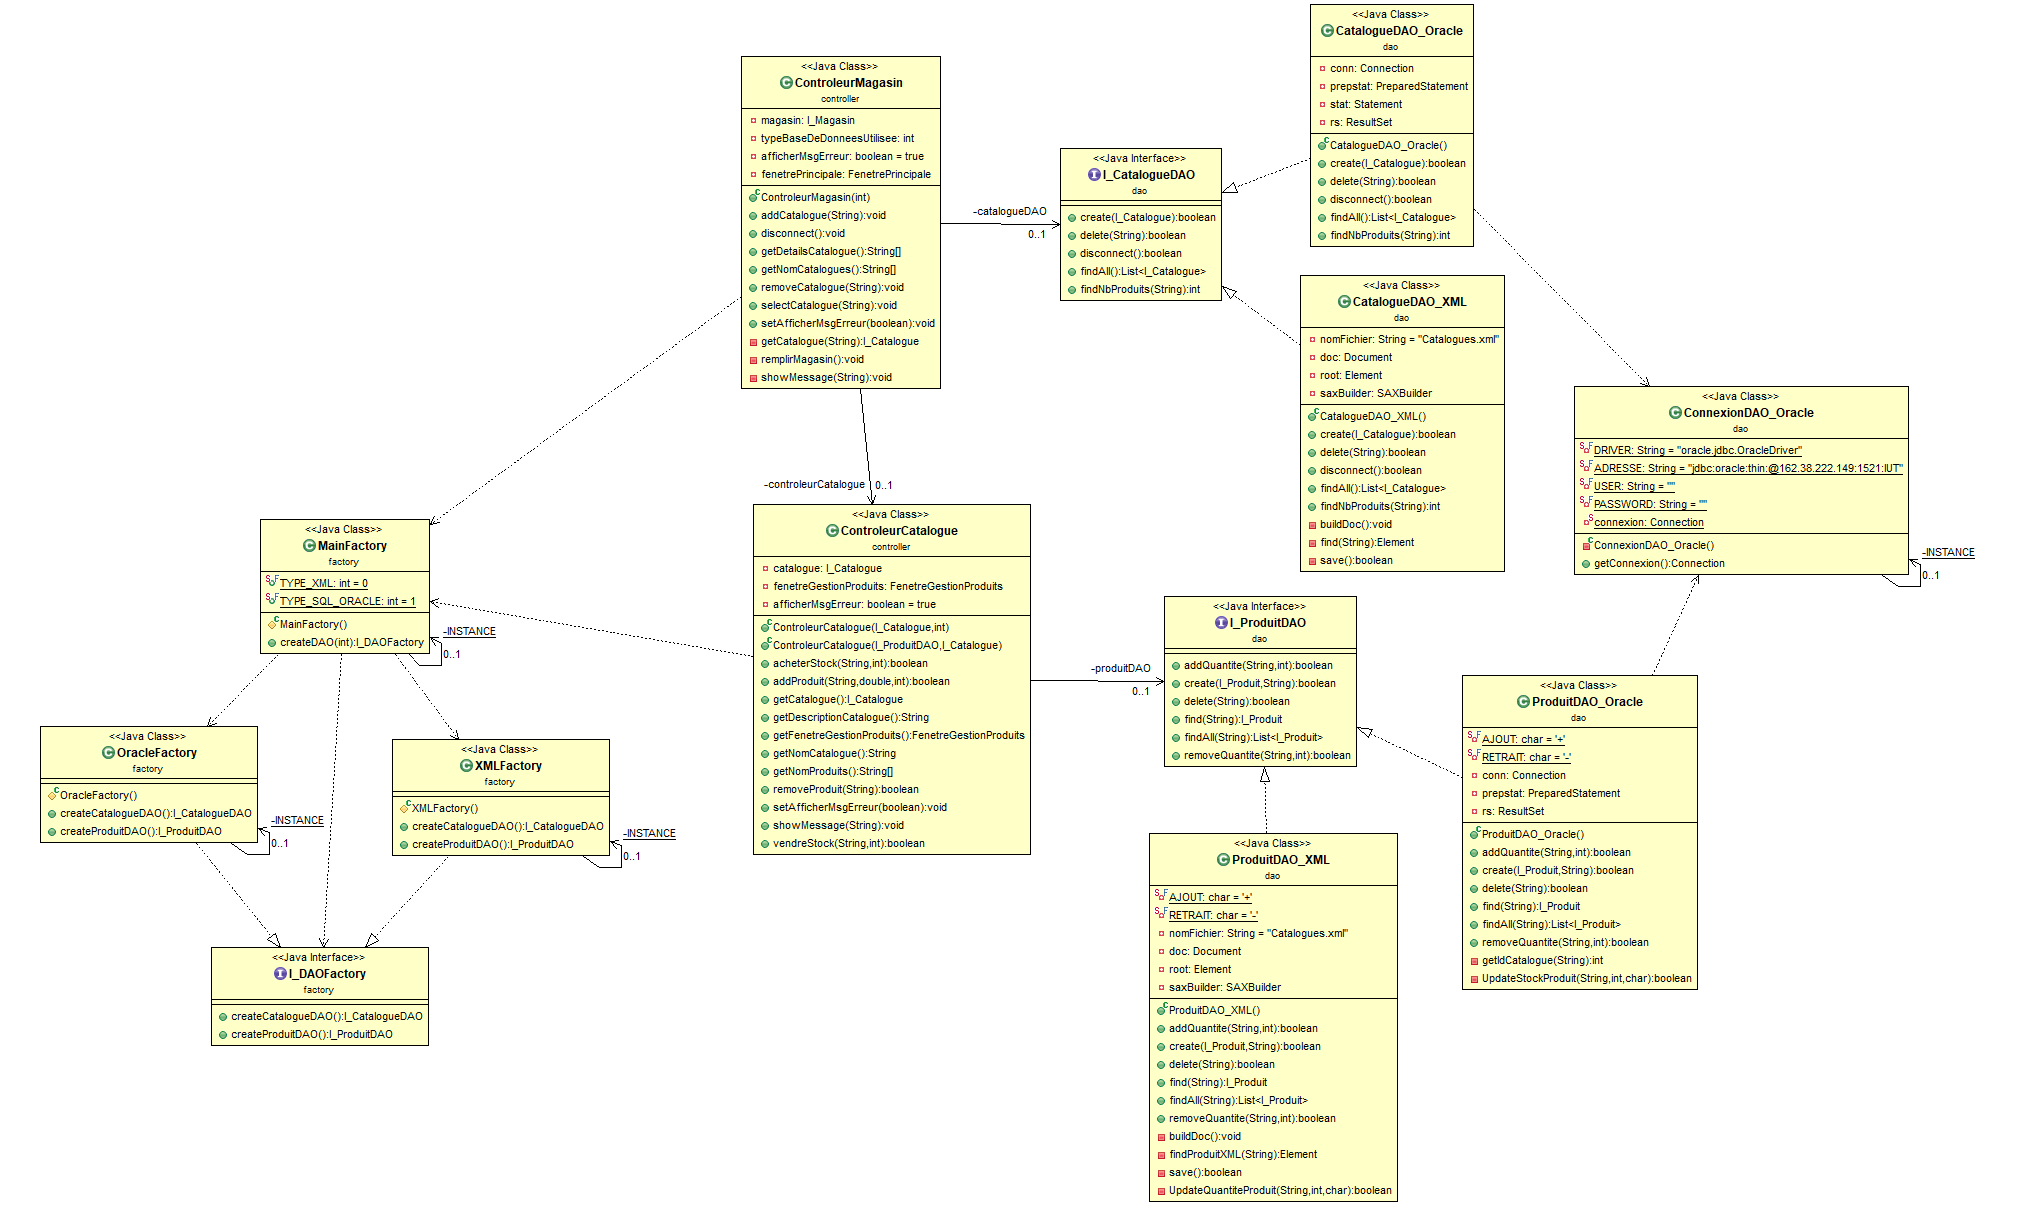 <<Java Class>>
CatalogueDAO_Oracle
dao
conn: Connection
prepstat: PreparedStatement
stat: Statement
rs: ResultSet
CatalogueDAO_Oracle()
create(I_Catalogue):boolean
delete(String):boolean
disconnect():boolean
findAll():List<I_Catalogue>
findNbProduits(String):int
<<Java Class>>
ControleurMagasin
controller
magasin: I_Magasin
typeBaseDeDonneesUtilisee: int
afficherMsgErreur: boolean = true
fenetrePrincipale: FenetrePrincipale
ControleurMagasin(int)
addCatalogue(String):void
disconnect():void
getDetailsCatalogue():String[]
getNomCatalogues():String[]
removeCatalogue(String):void
selectCatalogue(String):void
setAfficherMsgErreur(boolean):void
getCatalogue(String):I_Catalogue
remplirMagasin():void
showMessage(String):void
-catalogueDAO
0..1
<<Java Interface>>
I_CatalogueDAO
dao
create(I_Catalogue):boolean
delete(String):boolean
disconnect():boolean
findAll():List<I_Catalogue>
findNbProduits(String):int
<<Java Class>>
CatalogueDAO_XML
dao
nomFichier: String = "Catalogues.xml"
doc: Document
root: Element
saxBuilder: SAXBuilder
CatalogueDAO_XML()
create(I_Catalogue):boolean
delete(String):boolean
disconnect():boolean
findAll():List<I_Catalogue>
findNbProduits(String):int
buildDoc():void
find(String):Element
save():boolean
<<Java Class>>
ConnexionDAO_Oracle
dao
DRIVER: String = "oracle.jdbc.OracleDriver"
ADRESSE: String = "jdbc:oracle:thin:@162.38.222.149:1521:IUT"
USER: String = ""
PASSWORD: String = ""
connexion: Connection
ConnexionDAO_Oracle()
getConnexion():Connection
-INSTANCE
0..1
-controleurCatalogue
0..1
<<Java Class>>
MainFactory
factory
TYPE_XML: int = 0
TYPE_SQL_ORACLE: int = 1
MainFactory()
createDAO(int):I_DAOFactory
-INSTANCE
0..1
<<Java Class>>
ControleurCatalogue
controller
catalogue: I_Catalogue
fenetreGestionProduits: FenetreGestionProduits
afficherMsgErreur: boolean = true
ControleurCatalogue(I_Catalogue,int)
ControleurCatalogue(I_ProduitDAO,I_Catalogue)
acheterStock(String,int):boolean
addProduit(String,double,int):boolean
getCatalogue():I_Catalogue
getDescriptionCatalogue():String
getFenetreGestionProduits():FenetreGestionProduits
getNomCatalogue():String
getNomProduits():String[]
removeProduit(String):boolean
setAfficherMsgErreur(boolean):void
showMessage(String):void
vendreStock(String,int):boolean
-produitDAO
0..1
<<Java Interface>>
I_ProduitDAO
dao
addQuantite(String,int):boolean
create(I_Produit,String):boolean
delete(String):boolean
find(String):I_Produit
findAll(String):List<I_Produit>
removeQuantite(String,int):boolean
<<Java Class>>
ProduitDAO_Oracle
dao
AJOUT: char = '+'
RETRAIT: char = '-'
conn: Connection
prepstat: PreparedStatement
rs: ResultSet
ProduitDAO_Oracle()
addQuantite(String,int):boolean
create(I_Produit,String):boolean
delete(String):boolean
find(String):I_Produit
findAll(String):List<I_Produit>
removeQuantite(String,int):boolean
getIdCatalogue(String):int
UpdateStockProduit(String,int,char):boolean
<<Java Class>>
OracleFactory
factory
OracleFactory()
createCatalogueDAO():I_CatalogueDAO
createProduitDAO():I_ProduitDAO
-INSTANCE
0..1
<<Java Class>>
XMLFactory
factory
XMLFactory()
createCatalogueDAO():I_CatalogueDAO
createProduitDAO():I_ProduitDAO
-INSTANCE
0..1
<<Java Class>>
ProduitDAO_XML
dao
AJOUT: char = '+'
RETRAIT: char = '-'
nomFichier: String = "Catalogues.xml"
doc: Document
root: Element
saxBuilder: SAXBuilder
ProduitDAO_XML()
addQuantite(String,int):boolean
create(I_Produit,String):boolean
delete(String):boolean
find(String):I_Produit
findAll(String):List<I_Produit>
removeQuantite(String,int):boolean
buildDoc():void
findProduitXML(String):Element
save():boolean
UpdateQuantiteProduit(String,int,char):boolean
<<Java Interface>>
I_DAOFactory
factory
createCatalogueDAO():I_CatalogueDAO
createProduitDAO():I_ProduitDAO